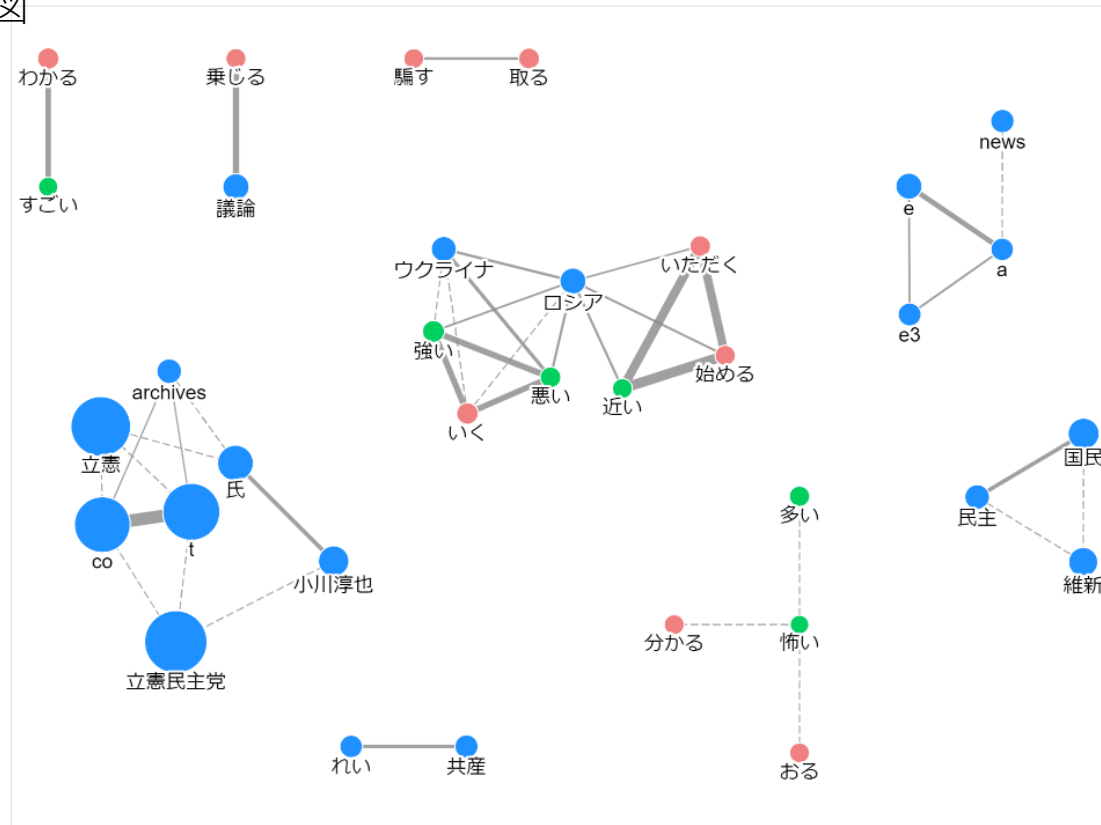 図
わかる
乗じる
騙す
取る
news
すごい
議論
e
ウクライナ
いただく
a
ロシア
e3
強い
始める
悪い
近い
archives
いく
立憲
国民
氏
多い
民主
t
co
小川淳也
維新
分かる
怖い
立憲民主党
れい
共産
おる